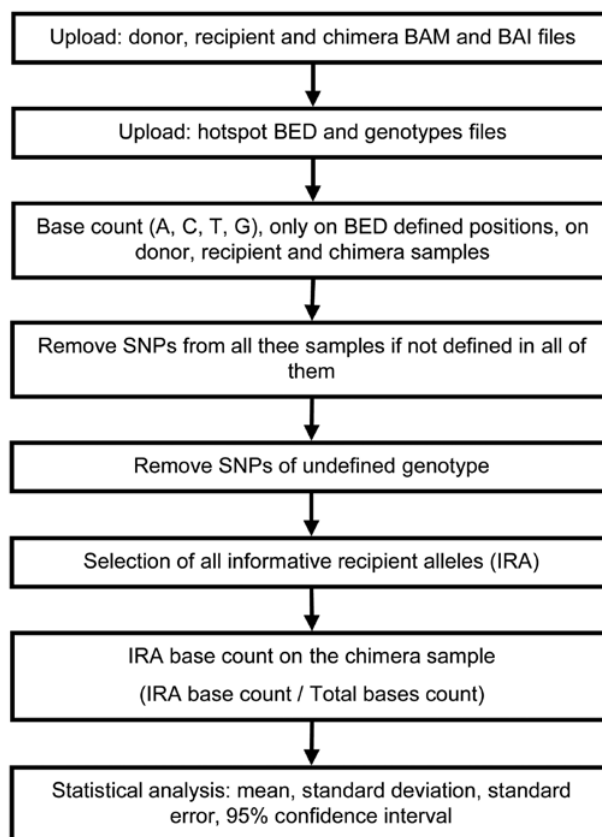 Upload: donor, recipient and chimera BAM and BAI files
Upload: hotspot BED and genotypes files
Base count (A, C, T, G), only on BED defined positions, on
donor, recipient and chimera samples
Remove SNPs from all thee samples if not defined in all of
them
Remove SNPs of undefined genotype
Selection of all informative recipient alleles (IRA)
IRA base count on the chimera sample
(IRA base count / Total bases count)
Statistical analysis: mean, standard deviation, standard
error, 95% confidence interval